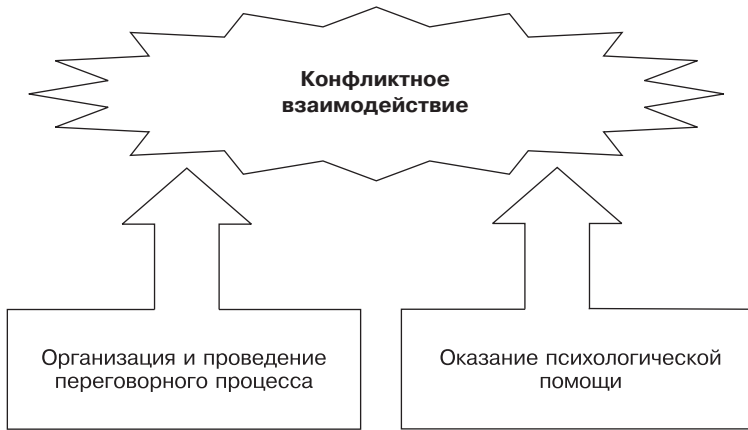 Конфликтное
взаимодействие
Организация и проведение
переговорного процесса
Оказание психологической
помощи